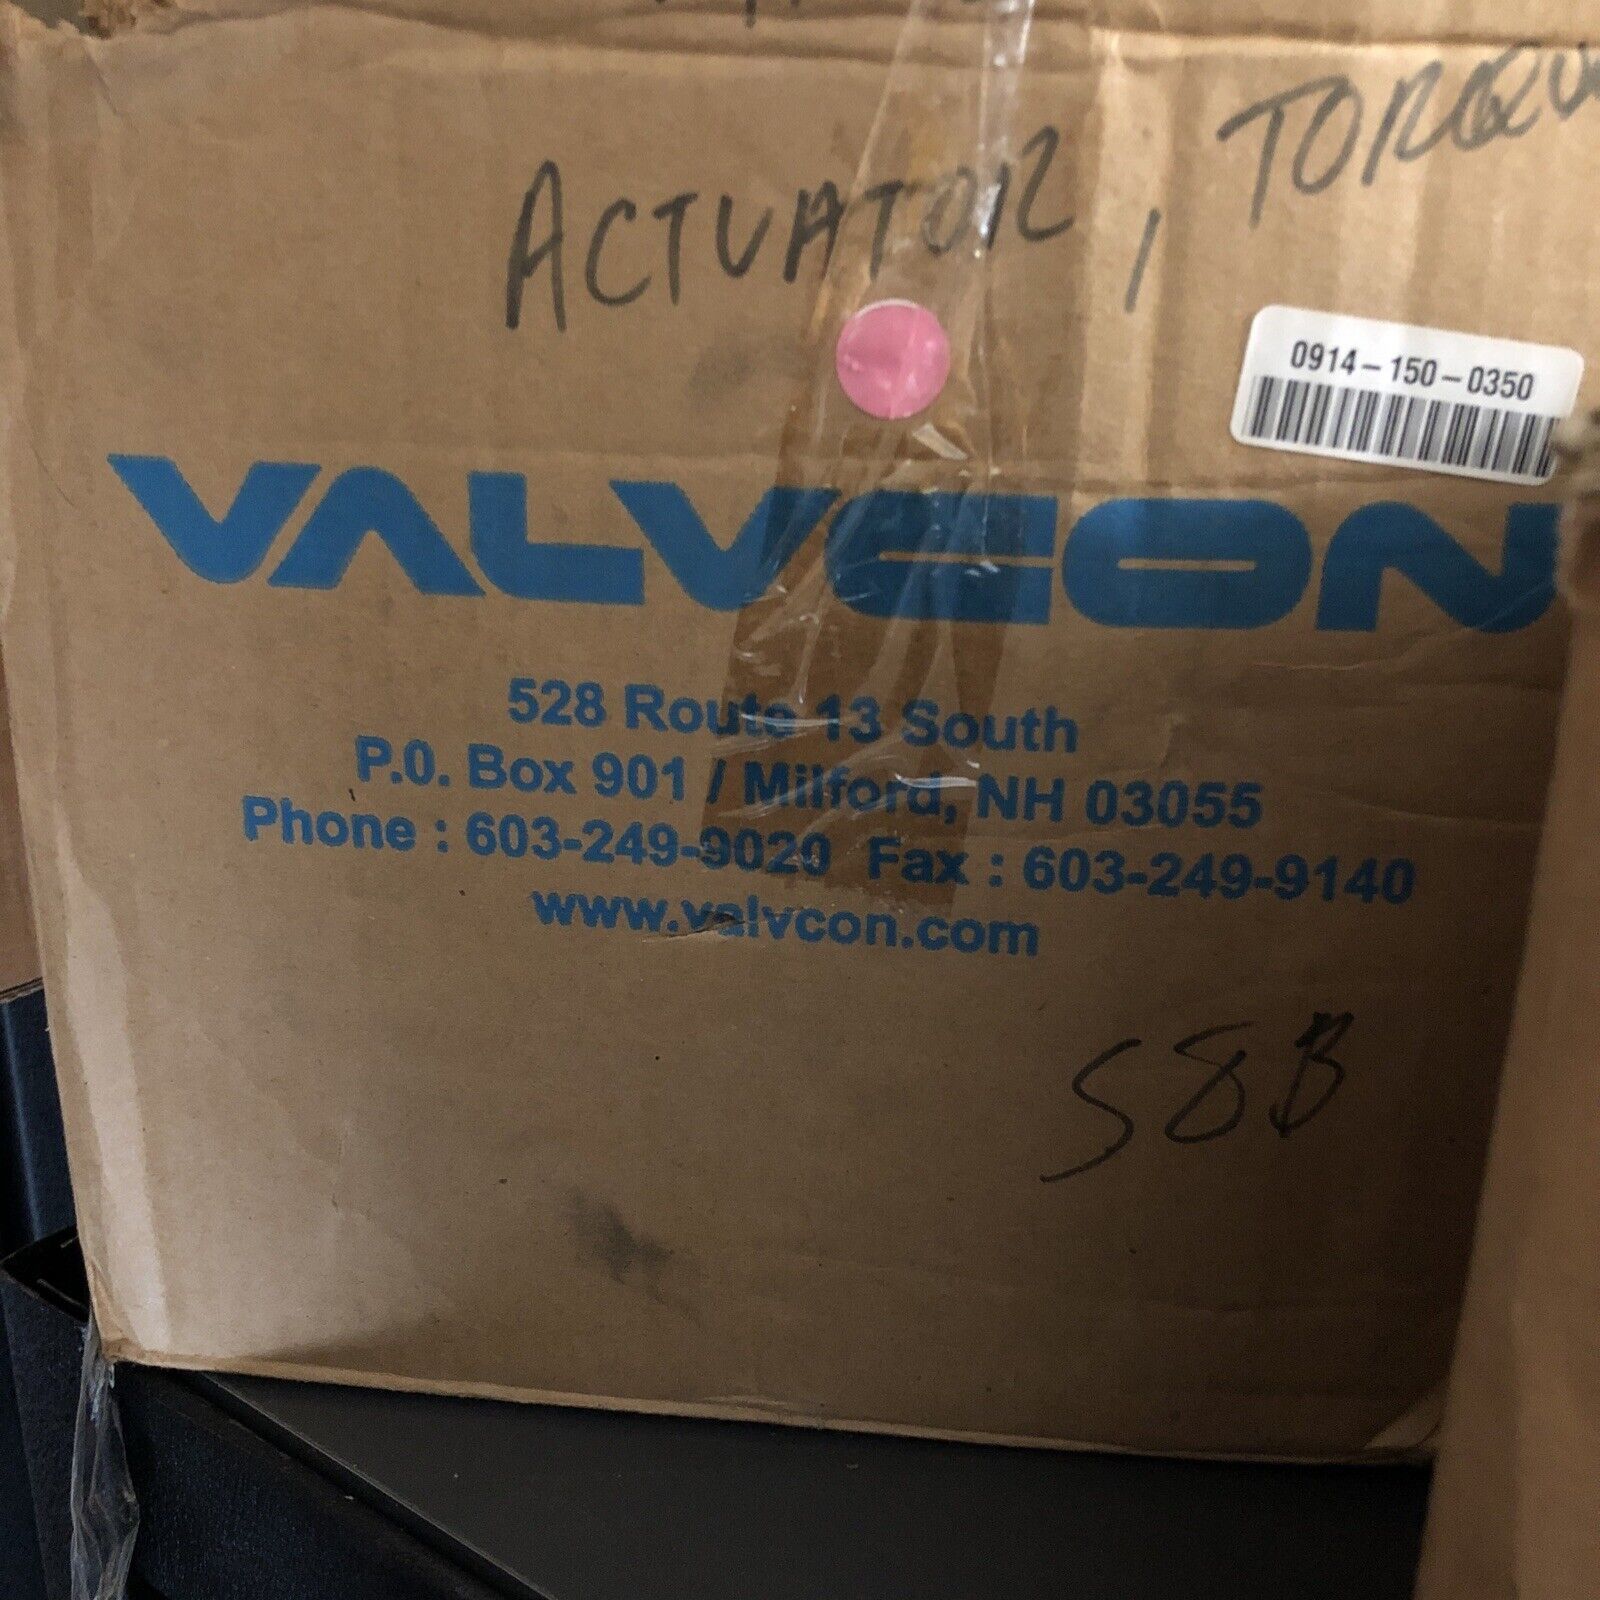 ACTUATOR, TORQU
0914-150-0350
VALVCON
528 Route 13 South
P.O. Box 901 / Milford, NH 03055
Phone : 603-249-9020 Fax : 603-249-9140
www.valvcon.com
S8B